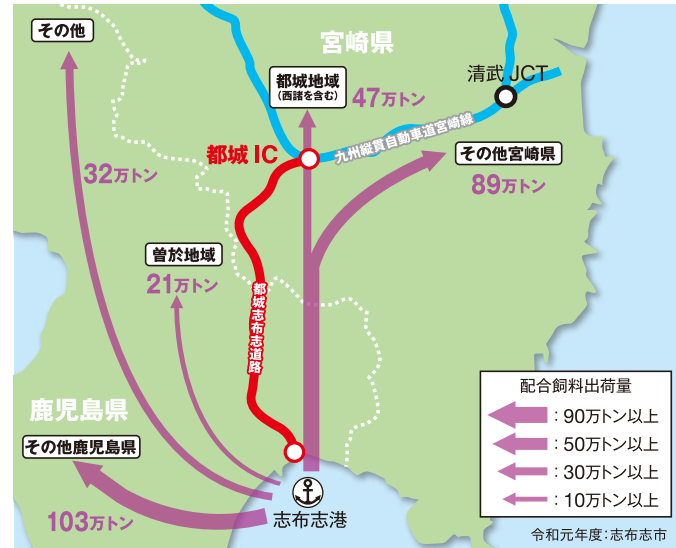 その他
宮崎県
清武JCT
都城地域
(西諸を含む)
47万トン
九州縦貫自動車道宮崎線
都城IC
その他宮崎県
89万トン
32万トン
曽於地域
21万トン
都城志布志道路
鹿児島県
その他鹿児島県
103万トン
志布志港
配合飼料出荷量
:90万トン以上
:50万トン以上
:30万トン以上
:10万トン以上
令和元年度:志布志市